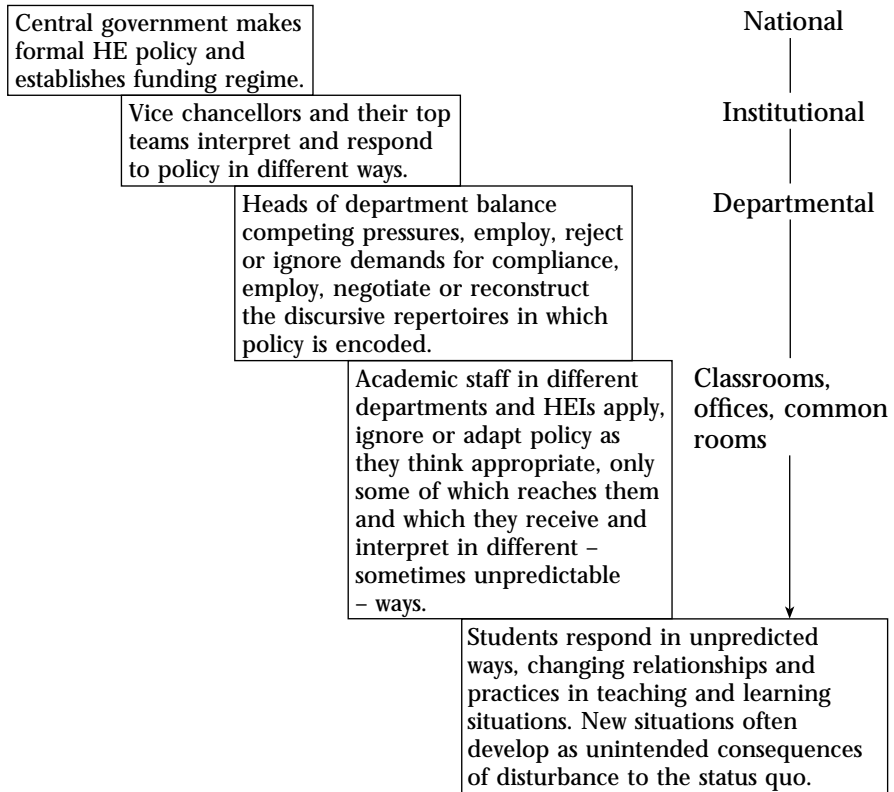 Central government makes
formal HE policy and
establishes funding regime.
National
Vice chancellors and their top
teams interpret and respond
to policy in different ways.
Institutional
Heads of department balance
competing pressures, employ, reject
or ignore demands for compliance,
employ, negotiate or reconstruct
the discursive repertoires in which
policy is encoded.
Departmental
Academic staff in different
departments and HEIs apply,
ignore or adapt policy as
they think appropriate, only
some of which reaches them
and which they receive and
interpret in different –
sometimes unpredictable
– ways.
Classrooms,
offices, common
rooms
Students respond in unpredicted
ways, changing relationships and
practices in teaching and learning
situations. New situations often
develop as unintended consequences
of disturbance to the status quo.